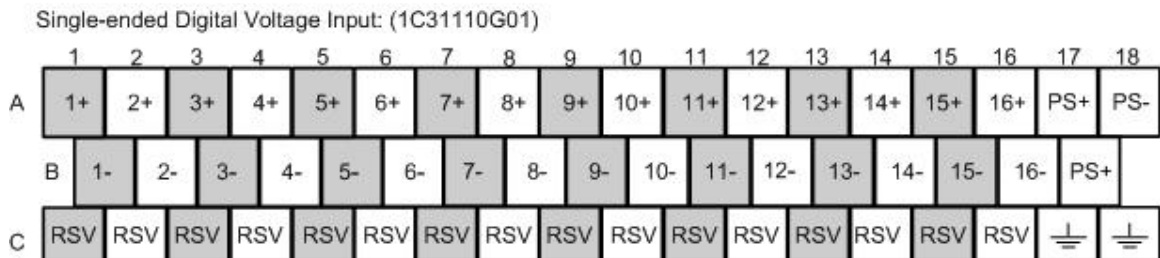 Single-ended Digital Voltage Input: (1C31110G01)
1 2 3 4 5 6 7 8 9 10 11 12 13 14 15 16 17 18
A 1+ 2+ 3+ 4+ 5+ 6+ 7+ 8+ 9+ 10+ 11+ 12+ 13+ 14+ 15+ 16+ PS+ PS-
B 1- 2- 3- 4- 5- 6- 7- 8- 9- 10- 11- 12- 13- 14- 15- 16- PS+
C RSV RSV RSV RSV RSV RSV RSV RSV RSV RSV RSV RSV RSV RSV RSV RSV